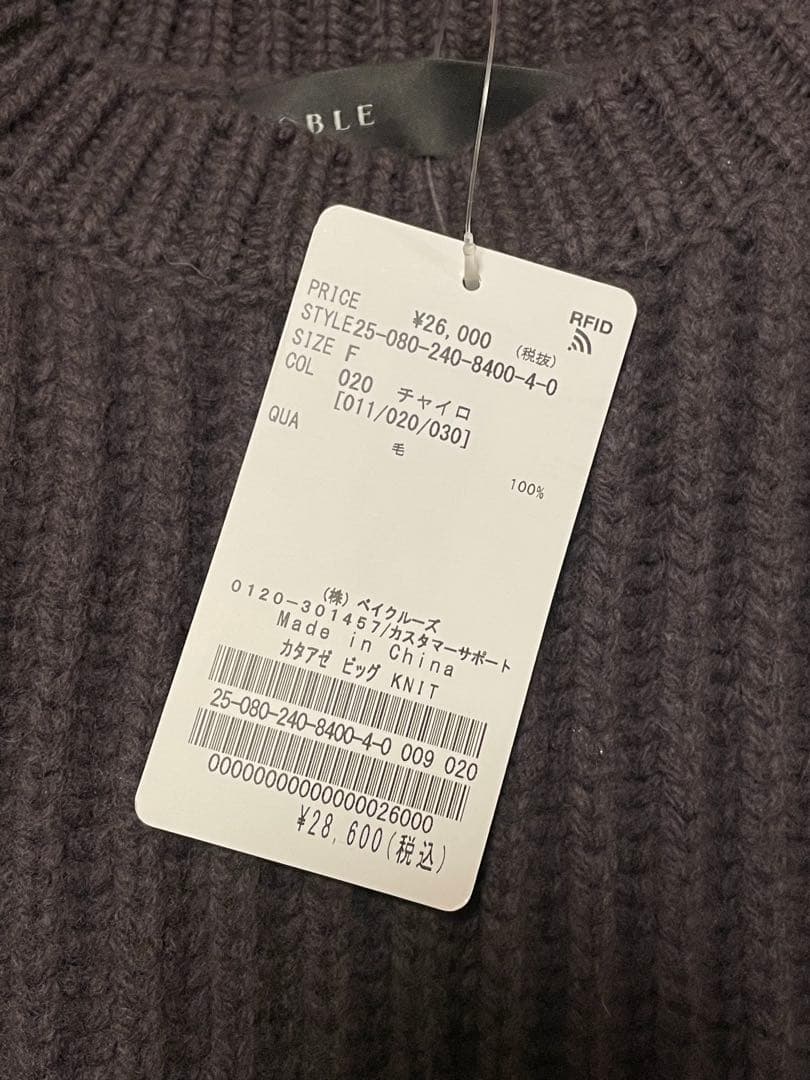 BLE
RFID
PRICE ¥26,000 (税抜)
STYLE25-080-240-8400-4-0
SIZE F
COL 020 チャイロ
[011/020/030]
QUA
毛 100%
(株) ベイクルーズ
0120-301457/カスタマーサポート
Made in China
カタアゼ ビッグ KNIT
25-080-240-8400-4-0 009 020
000000000000000026000
¥28,600(税込)